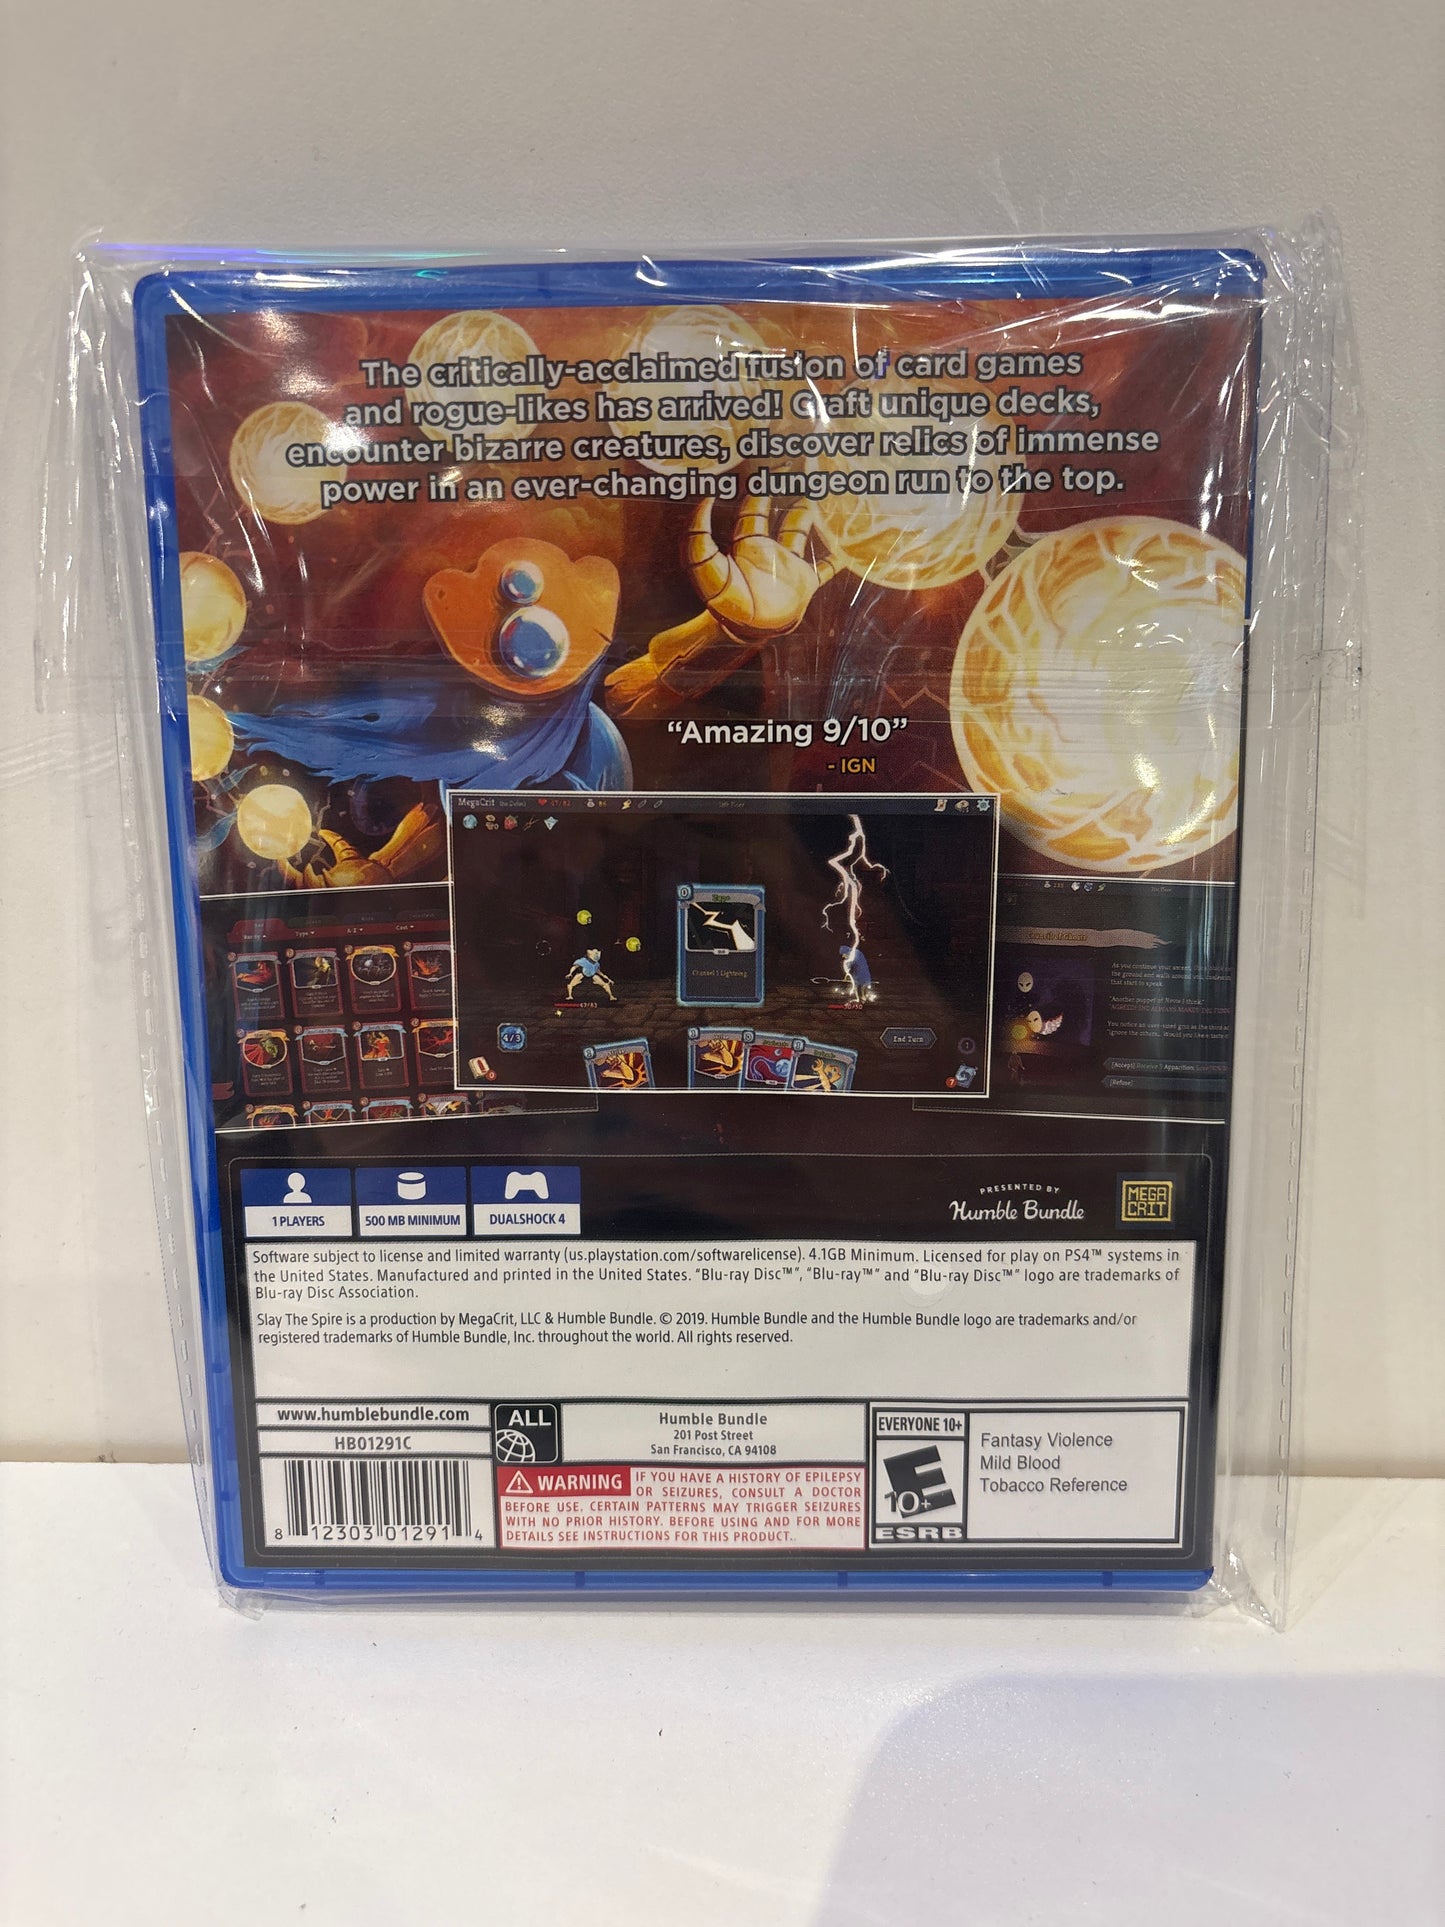 The critically-acclaimed fusion of card games
and rogue-likes has arrived! Craft unique decks,
encounter bizarre creatures, discover relics of immense
power in an ever-changing dungeon run to the top.
“Amazing 9/10”
- IGN
MegaCrit
Channel 1 Lightning.
4/3
End Turn
[Refuse]
1 PLAYERS
500 MB MINIMUM
DUALSHOCK 4
PRESENTED BY
Humble Bundle
MEGA
CRIT
Software subject to license and limited warranty (us.playstation.com/softwarelicense). 4.1GB Minimum. Licensed for play on PS4™ systems in
the United States. Manufactured and printed in the United States. “Blu-ray Disc™”, “Blu-ray™” and “Blu-ray Disc™” logo are trademarks of
Blu-ray Disc Association.
Slay The Spire is a production by MegaCrit, LLC & Humble Bundle. © 2019. Humble Bundle and the Humble Bundle logo are trademarks and/or
registered trademarks of Humble Bundle, Inc. throughout the world. All rights reserved.
www.humblebundle.com
HB01291C
8 12303 01291 4
ALL
Humble Bundle
201 Post Street
San Francisco, CA 94108
WARNING IF YOU HAVE A HISTORY OF EPILEPSY
OR SEIZURES, CONSULT A DOCTOR
BEFORE USE. CERTAIN PATTERNS MAY TRIGGER SEIZURES
WITH NO PRIOR HISTORY. BEFORE USING AND FOR MORE
DETAILS SEE INSTRUCTIONS FOR THIS PRODUCT..
EVERYONE 10+
E
10+
ESRB
Fantasy Violence
Mild Blood
Tobacco Reference